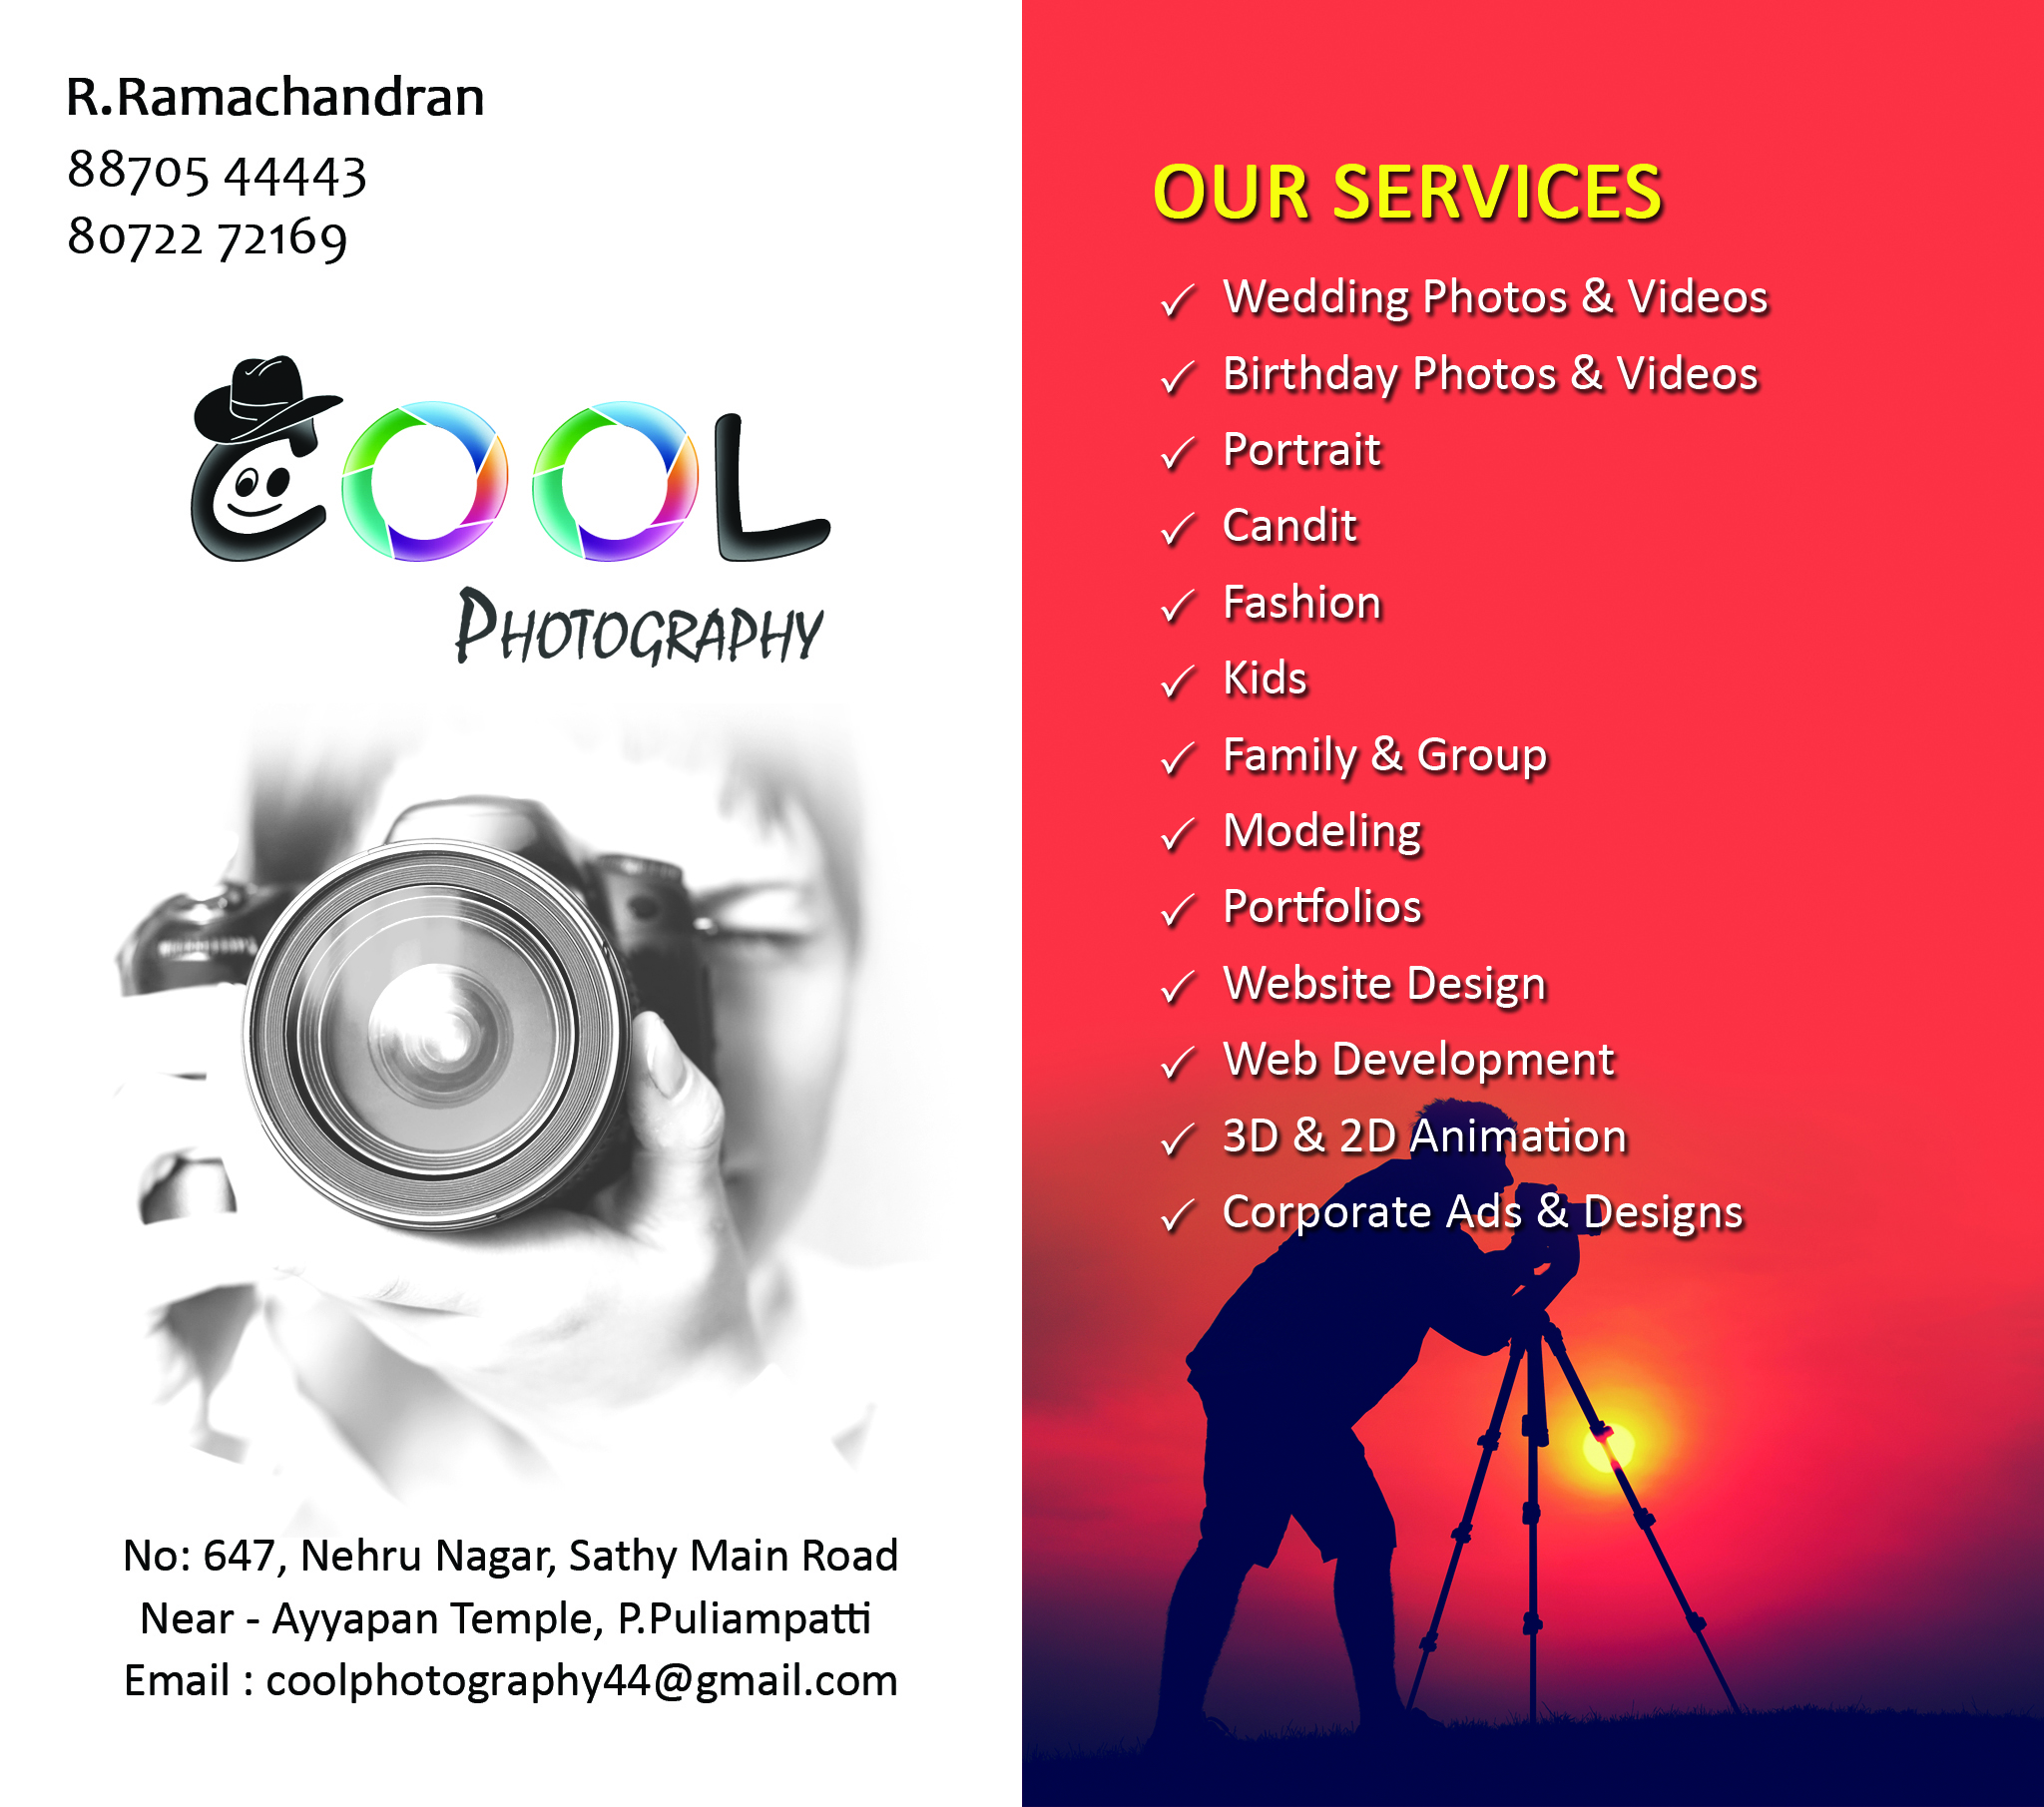 R.Ramachandran
88705 44443
80722 72169
COOL
PHOTOGRAPHY
No: 647, Nehru Nagar, Sathy Main Road
Near - Ayyapan Temple, P.Puliampatti
Email : coolphotography44@gmail.com
OUR SERVICES
✓ Wedding Photos & Videos
✓ Birthday Photos & Videos
✓ Portrait
✓ Candit
✓ Fashion
✓ Kids
✓ Family & Group
✓ Modeling
✓ Portfolios
✓ Website Design
✓ Web Development
✓ 3D & 2D Animation
✓ Corporate Ads & Designs